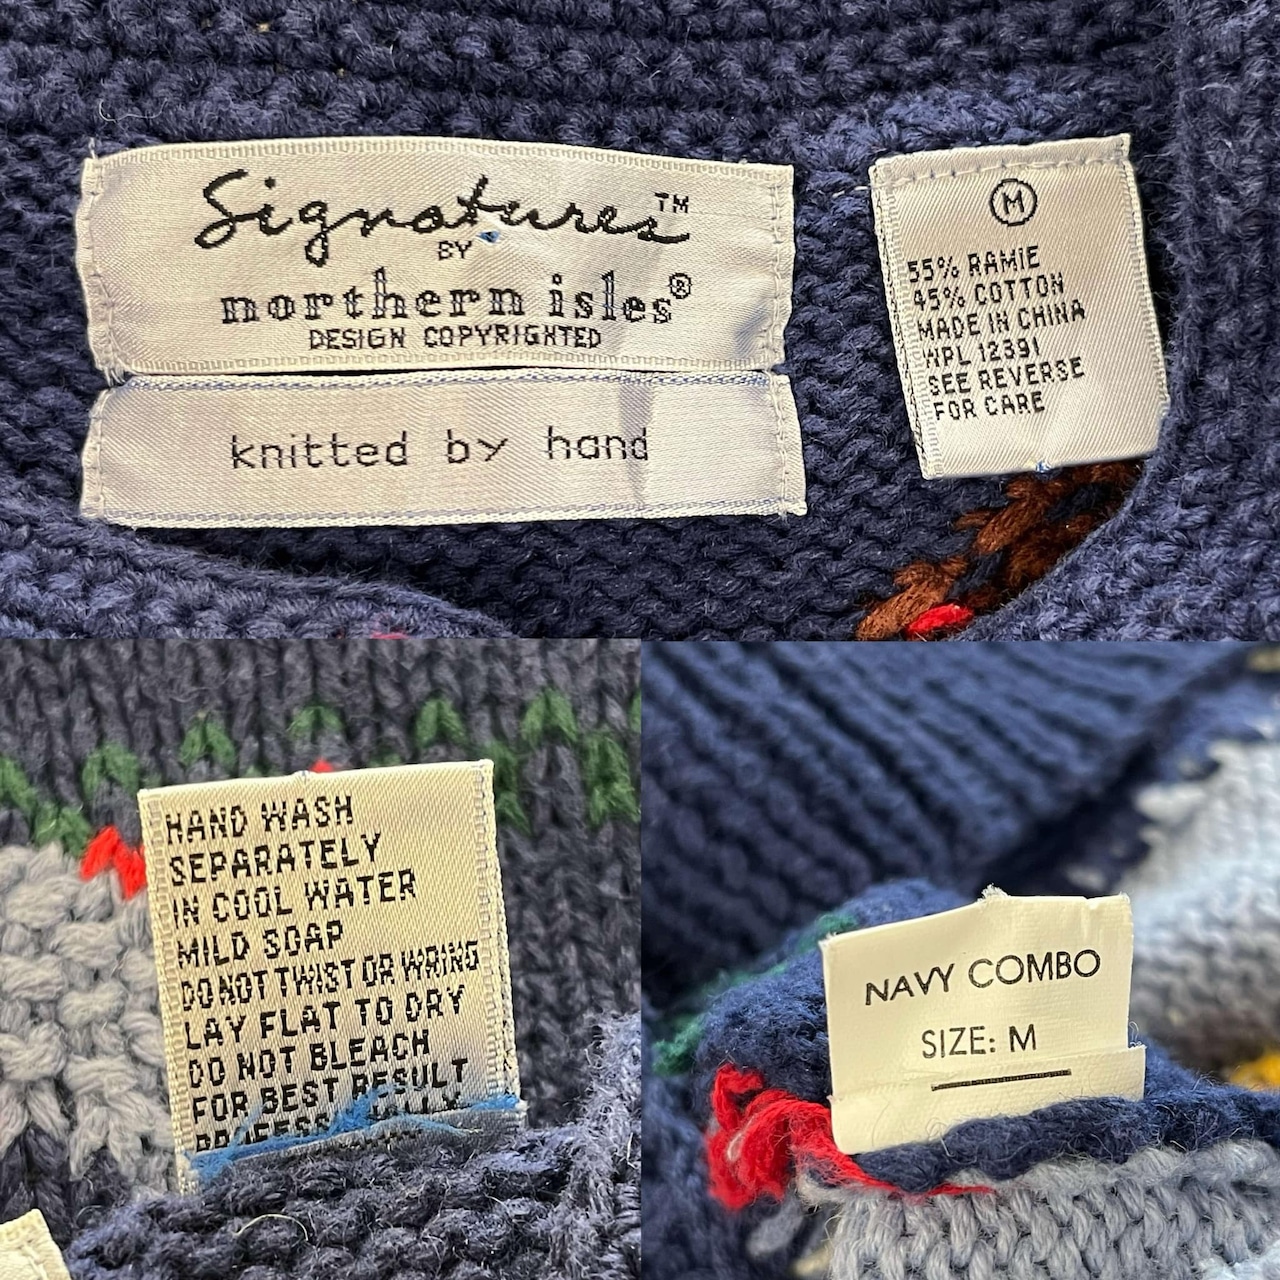 Signatures™
BY
northern isles®
DESIGN COPYRIGHTED
knitted by hand
M
55% RAMIE
45% COTTON
MADE IN CHINA
WPL 12391
SEE REVERSE
FOR CARE
HAND WASH
SEPARATELY
IN COOL WATER
MILD SOAP
DO NOT TWIST OR WRING
LAY FLAT TO DRY
DO NOT BLEACH
FOR BEST RESULT
NAVY COMBO
SIZE: M